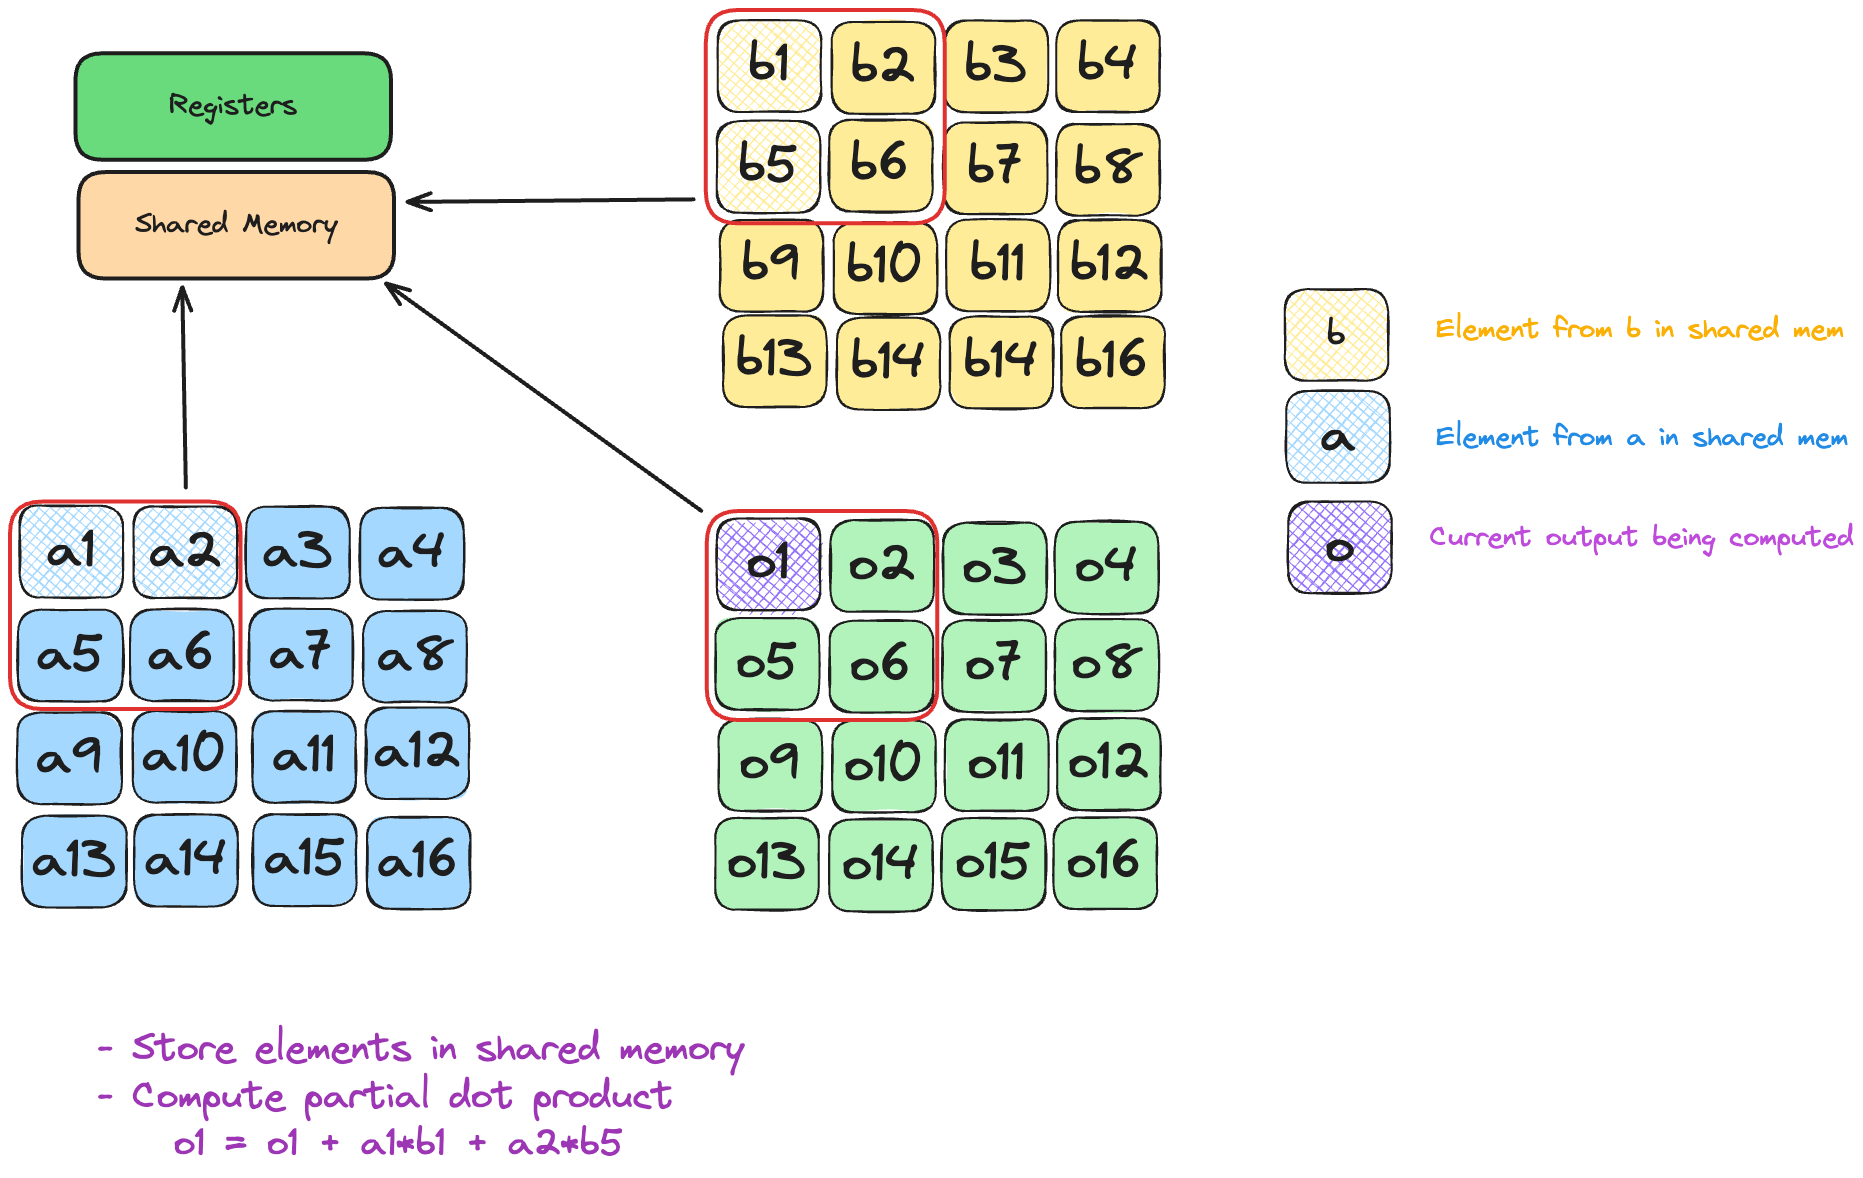 Registers
Shared Memory
b1 b2 b3 b4
b5 b6 b7 b8
b9 b10 b11 b12
b13 b14 b14 b16
b Element from b in shared mem
a Element from a in shared mem
o Current output being computed
a1 a2 a3 a4
a5 a6 a7 a8
a9 a10 a11 a12
a13 a14 a15 a16
o1 o2 o3 o4
o5 o6 o7 o8
o9 o10 o11 o12
o13 o14 o15 o16
- Store elements in shared memory
- Compute partial dot product
o1 = o1 + a1*b1 + a2*b5